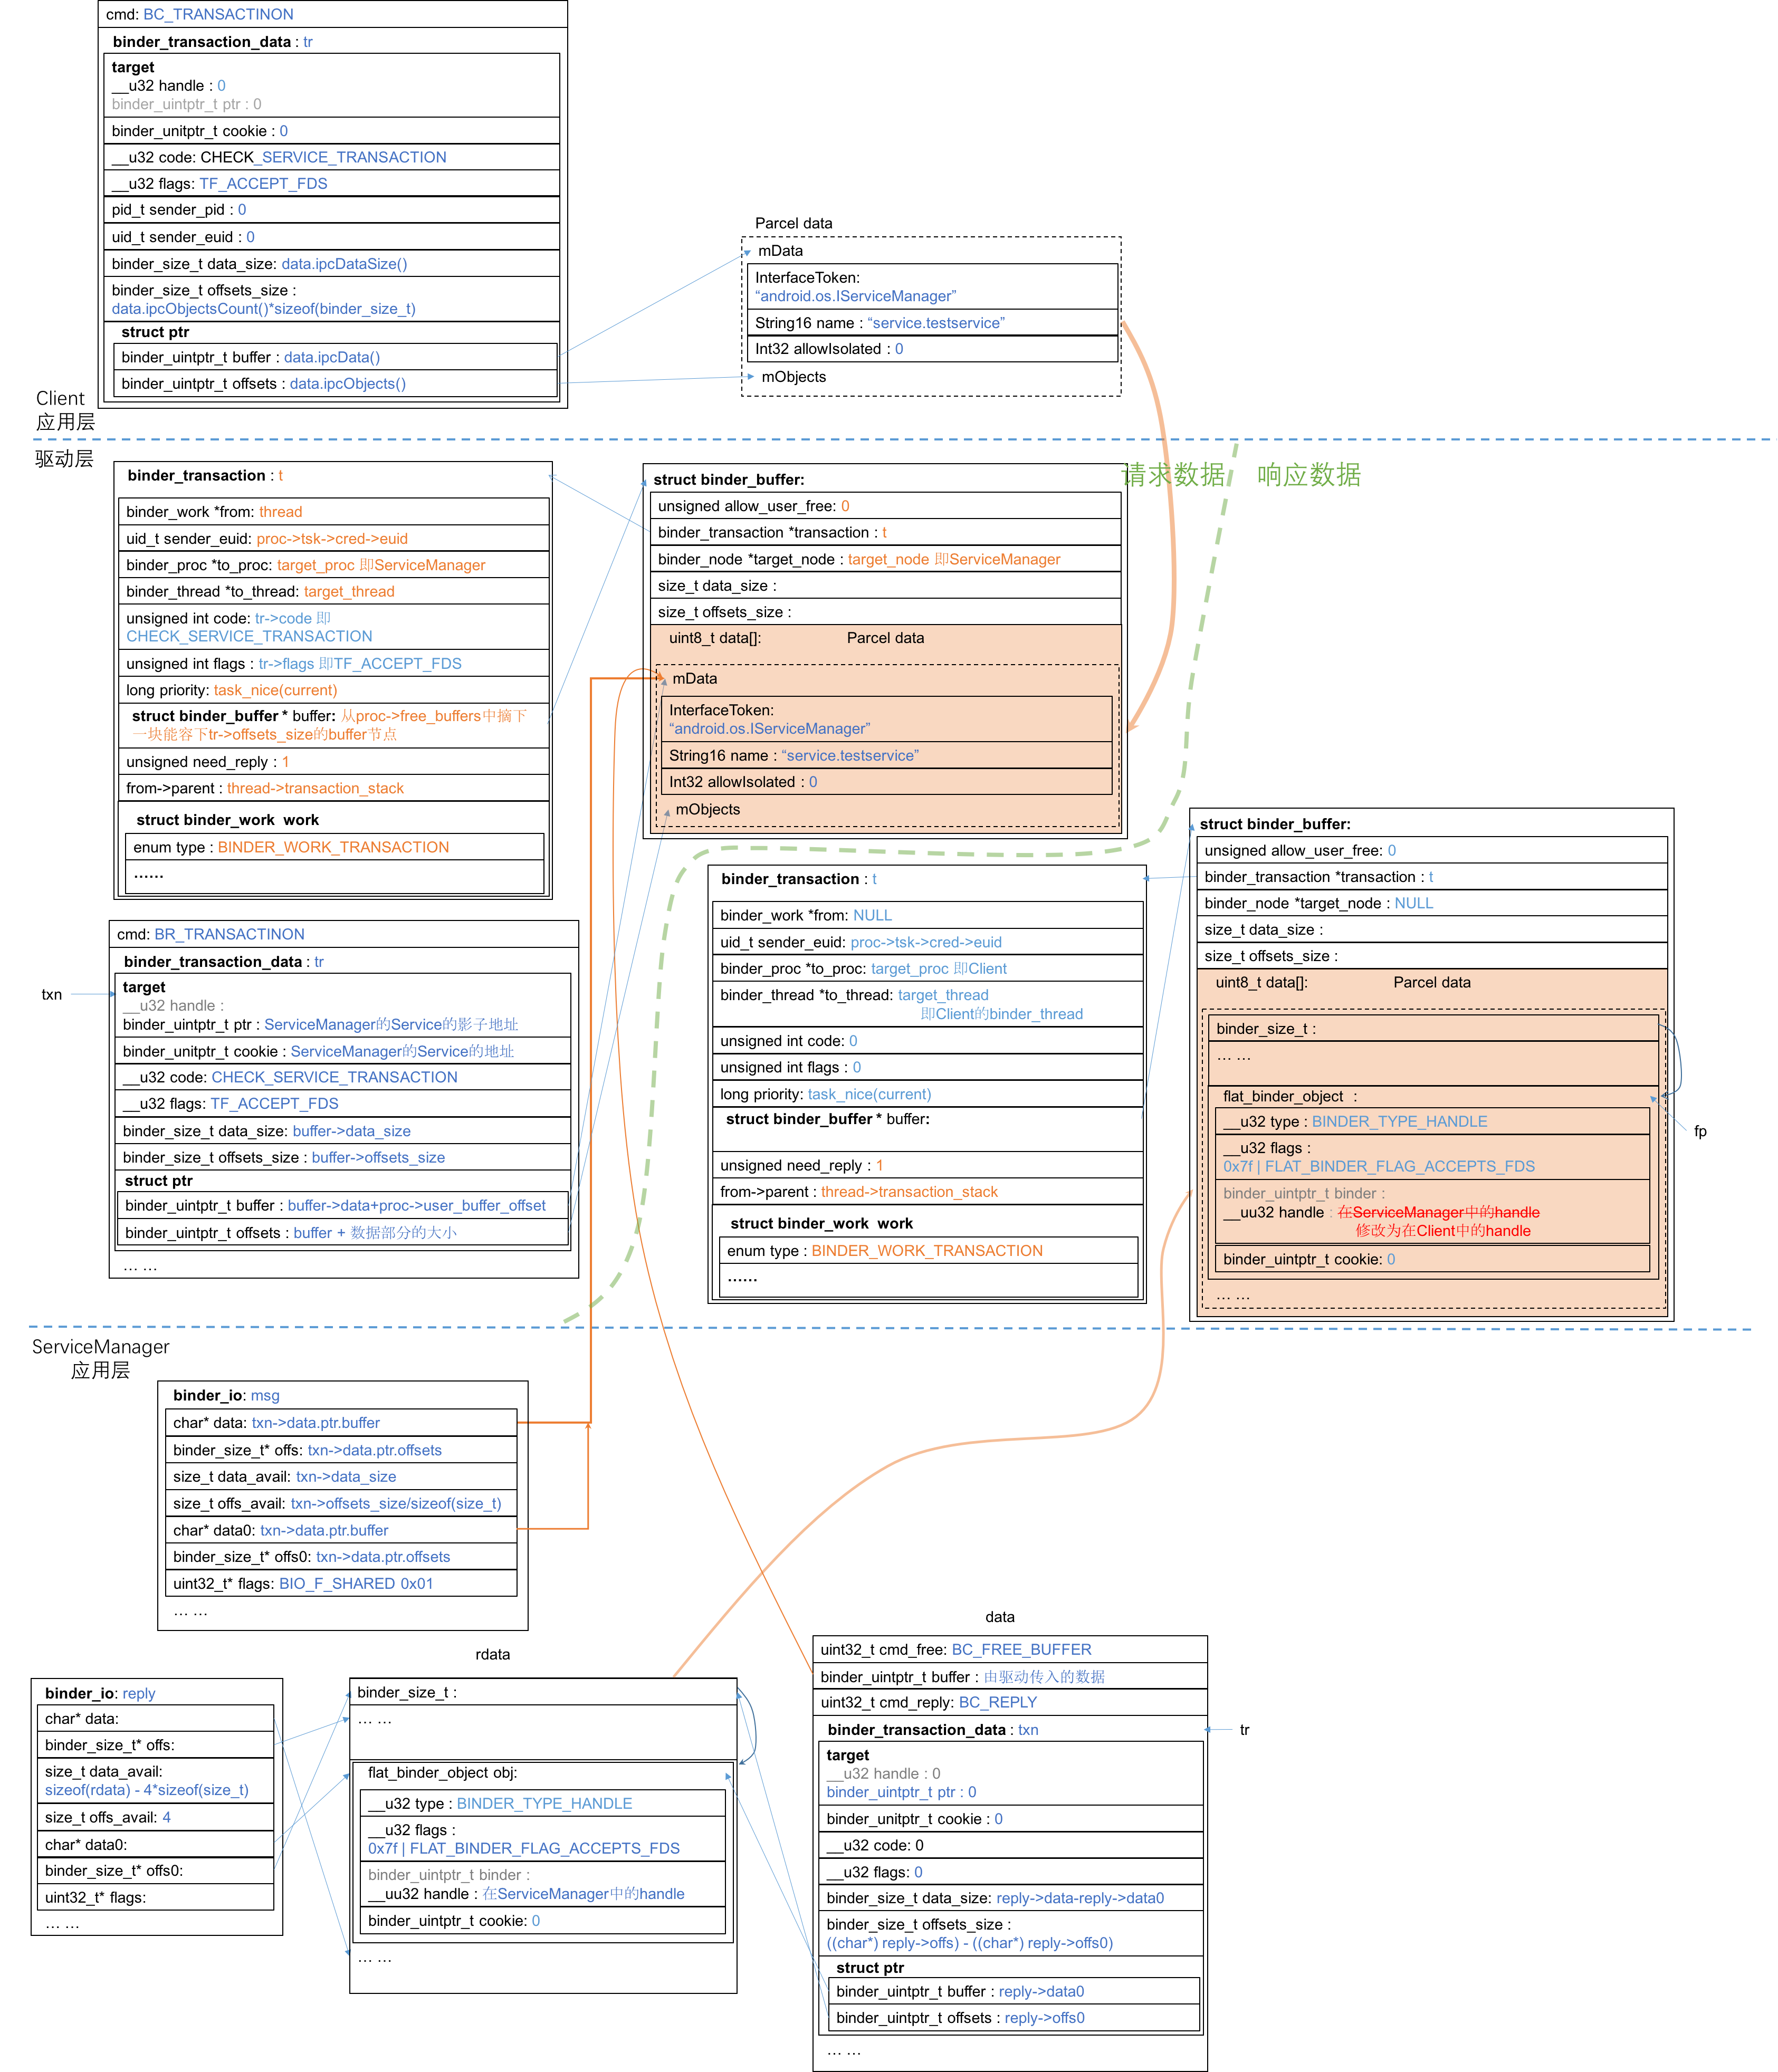 cmd: BC_TRANSACTINON
binder_transaction_data : tr
target
__u32 handle : 0
binder_uintptr_t ptr : 0
binder_unitptr_t cookie : 0
__u32 code: CHECK_SERVICE_TRANSACTION
__u32 flags: TF_ACCEPT_FDS
pid_t sender_pid : 0
uid_t sender_euid : 0
binder_size_t data_size: data.ipcDataSize()
binder_size_t offsets_size :
data.ipcObjectsCount()*sizeof(binder_size_t)
struct ptr
binder_uintptr_t buffer : data.ipcData()
binder_uintptr_t offsets : data.ipcObjects()
Parcel data
mData
InterfaceToken:
“android.os.IServiceManager”
String16 name : “service.testservice”
Int32 allowIsolated : 0
mObjects
Client
应用层
驱动层
请求数据
响应数据
binder_transaction : t
binder_work *from: thread
uid_t sender_euid: proc->tsk->cred->euid
binder_proc *to_proc: target_proc 即ServiceManager
binder_thread *to_thread: target_thread
unsigned int code: tr->code 即
CHECK_SERVICE_TRANSACTION
unsigned int flags : tr->flags 即TF_ACCEPT_FDS
long priority: task_nice(current)
struct binder_buffer * buffer: 从proc->free_buffers中摘下
一块能容下tr->offsets_size的buffer节点
unsigned need_reply : 1
from->parent : thread->transaction_stack
struct binder_work work
enum type : BINDER_WORK_TRANSACTION
……
struct binder_buffer:
unsigned allow_user_free: 0
binder_transaction *transaction : t
binder_node *target_node : target_node 即ServiceManager
size_t data_size :
size_t offsets_size :
uint8_t data[]: Parcel data
mData
InterfaceToken:
“android.os.IServiceManager”
String16 name : “service.testservice”
Int32 allowIsolated : 0
mObjects
cmd: BR_TRANSACTINON
binder_transaction_data : tr
txn
target
__u32 handle :
binder_uintptr_t ptr : ServiceManager的Service的影子地址
binder_unitptr_t cookie : ServiceManager的Service的地址
__u32 code: CHECK_SERVICE_TRANSACTION
__u32 flags: TF_ACCEPT_FDS
binder_size_t data_size: buffer->data_size
binder_size_t offsets_size : buffer->offsets_size
struct ptr
binder_uintptr_t buffer : buffer->data+proc->user_buffer_offset
binder_uintptr_t offsets : buffer + 数据部分的大小
… …
binder_transaction : t
binder_work *from: NULL
uid_t sender_euid: proc->tsk->cred->euid
binder_proc *to_proc: target_proc 即Client
binder_thread *to_thread: target_thread
即Client的binder_thread
unsigned int code: 0
unsigned int flags : 0
long priority: task_nice(current)
struct binder_buffer * buffer:
unsigned need_reply : 1
from->parent : thread->transaction_stack
struct binder_work work
enum type : BINDER_WORK_TRANSACTION
……
struct binder_buffer:
unsigned allow_user_free: 0
binder_transaction *transaction : t
binder_node *target_node : NULL
size_t data_size :
size_t offsets_size :
uint8_t data[]: Parcel data
binder_size_t :
… …
flat_binder_object :
fp
__u32 type : BINDER_TYPE_HANDLE
__u32 flags :
0x7f | FLAT_BINDER_FLAG_ACCEPTS_FDS
binder_uintptr_t binder :
__uu32 handle : 在ServiceManager中的handle
修改为在Client中的handle
binder_uintptr_t cookie: 0
… …
ServiceManager
应用层
binder_io: msg
char* data: txn->data.ptr.buffer
binder_size_t* offs: txn->data.ptr.offsets
size_t data_avail: txn->data_size
size_t offs_avail: txn->offsets_size/sizeof(size_t)
char* data0: txn->data.ptr.buffer
binder_size_t* offs0: txn->data.ptr.offsets
uint32_t* flags: BIO_F_SHARED 0x01
… …
binder_io: reply
char* data:
binder_size_t* offs:
size_t data_avail:
sizeof(rdata) - 4*sizeof(size_t)
size_t offs_avail: 4
char* data0:
binder_size_t* offs0:
uint32_t* flags:
… …
rdata
binder_size_t :
… …
flat_binder_object obj:
__u32 type : BINDER_TYPE_HANDLE
__u32 flags :
0x7f | FLAT_BINDER_FLAG_ACCEPTS_FDS
binder_uintptr_t binder :
__uu32 handle : 在ServiceManager中的handle
binder_uintptr_t cookie: 0
… …
data
uint32_t cmd_free: BC_FREE_BUFFER
binder_uintptr_t buffer : 由驱动传入的数据
uint32_t cmd_reply: BC_REPLY
binder_transaction_data : txn
tr
target
__u32 handle : 0
binder_uintptr_t ptr : 0
binder_unitptr_t cookie : 0
__u32 code: 0
__u32 flags: 0
binder_size_t data_size: reply->data-reply->data0
binder_size_t offsets_size :
((char*) reply->offs) - ((char*) reply->offs0)
struct ptr
binder_uintptr_t buffer : reply->data0
binder_uintptr_t offsets : reply->offs0
… …